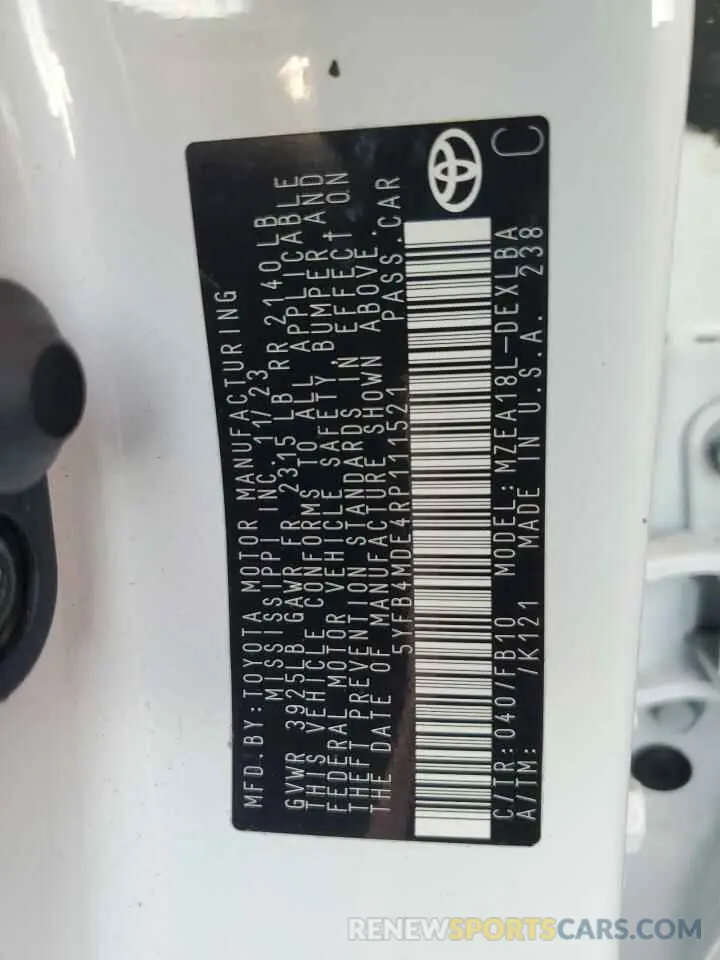 MFD.BY:TOYOTA MOTOR MANUFACTURING
MISSISSIPPI INC. 11/23
GVWR 3925LB GAWR FR 2315 LB RR 2140LB
THIS VEHICLE CONFORMS TO ALL APPLICABLE
FEDERAL MOTOR VEHICLE SAFETY, BUMPER AND
THEFT PREVENTION STANDARDS IN EFFECT ON
THE DATE OF MANUFACTURE SHOWN ABOVE.
5YFB4MDE4RP111521 PASS.CAR
C/TR:040/FB10 MODEL:MZEA18L-DEXLBA
A/TM: /K121 MADE IN U.S.A. 238
C
RENEWSPORTSCARS.COM